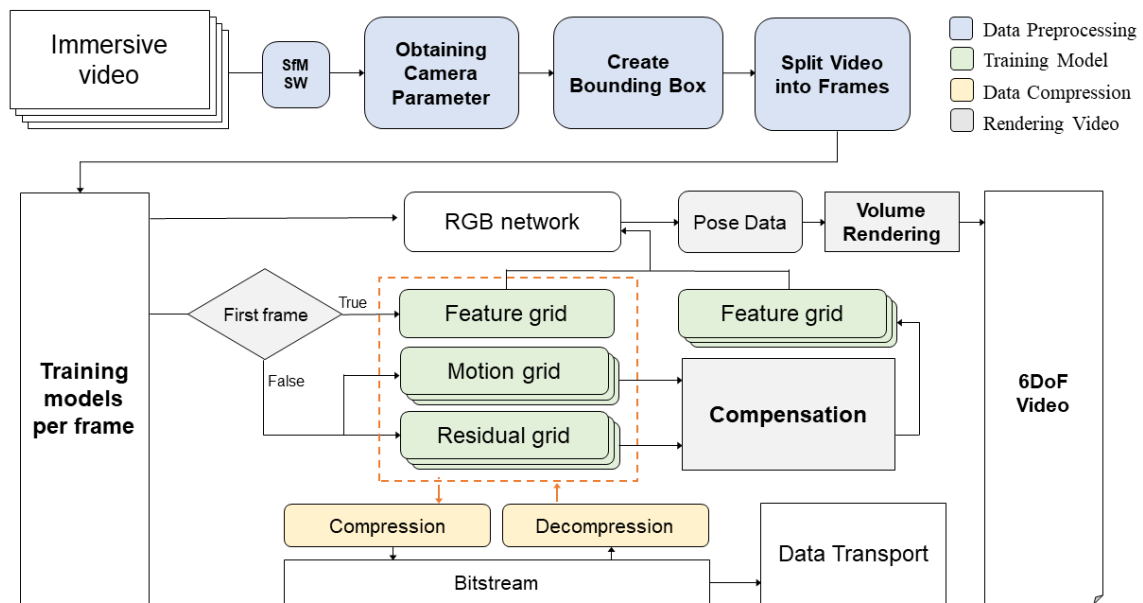 Immersive
video
SfM
SW
Obtaining
Camera
Parameter
Create
Bounding Box
Split Video
into Frames
Data Preprocessing
Training Model
Data Compression
Rendering Video
RGB network
Pose Data
Volume
Rendering
First frame
True
False
Feature grid
Feature grid
Motion grid
Residual grid
Compensation
Training
models
per frame
6DoF
Video
Compression
Decompression
Bitstream
Data Transport